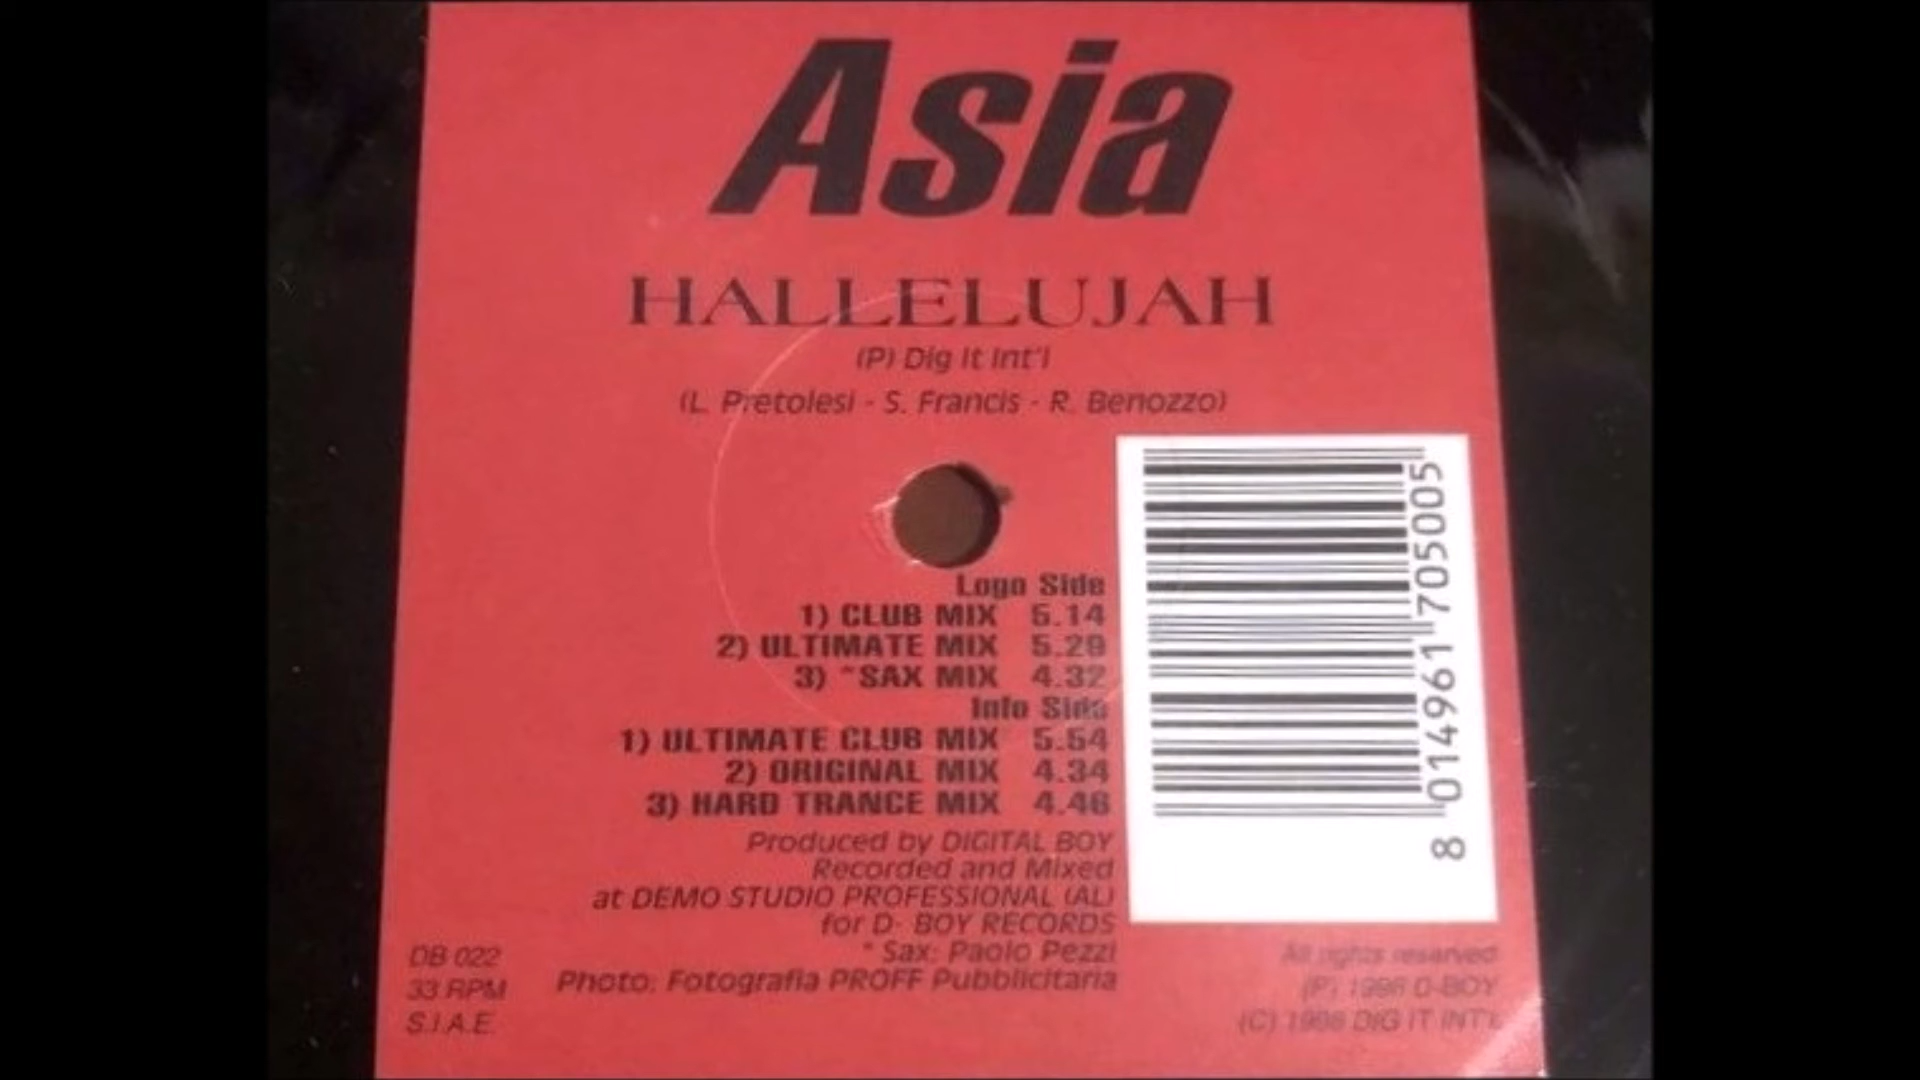 Asia
HALLELUJAH
(P) Dig It Int'l
(L. Pretolesi - S. Francis - R. Benozzo)
Logo Side
1) CLUB MIX 5.14
2) ULTIMATE MIX 5.29
3) *SAX MIX 4.32
Info Side
1) ULTIMATE CLUB MIX 5.54
2) ORIGINAL MIX 4.34
3) HARD TRANCE MIX 4.46
Produced by DIGITAL BOY
Recorded and Mixed
at DEMO STUDIO PROFESSIONAL (AL)
for D- BOY RECORDS
* Sax: Paolo Pezzi
Photo: Fotografia PROFF Pubblicitaria
8 014961 705005
DB 022
33 RPM
S.I.A.E.
All rights reserved
(P) 1996 D-BOY
(C) 1996 DIG IT INT'L